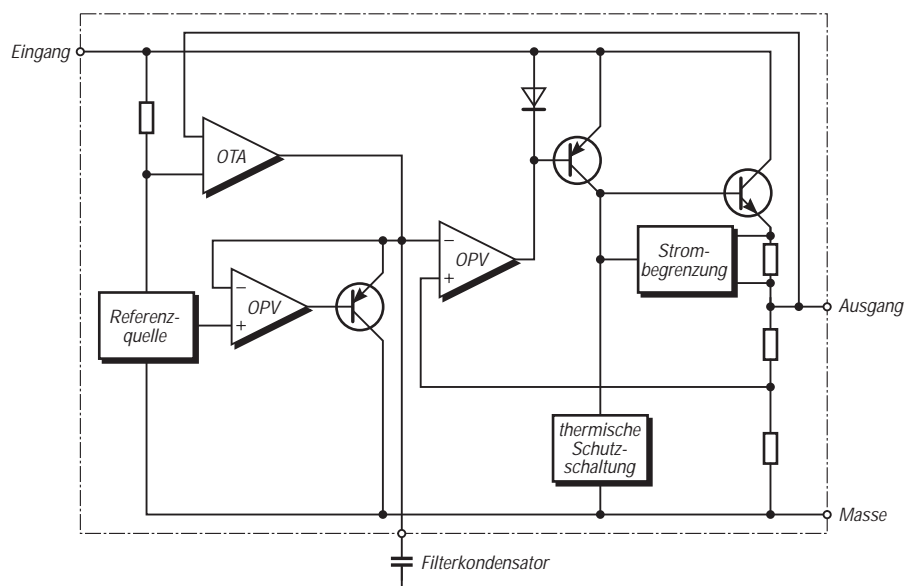 Eingang
OTA
−
OPV
+
−
OPV
+
Strom-
begrenzung
Ausgang
Referenz-
quelle
thermische
Schutz-
schaltung
Masse
Filterkondensator